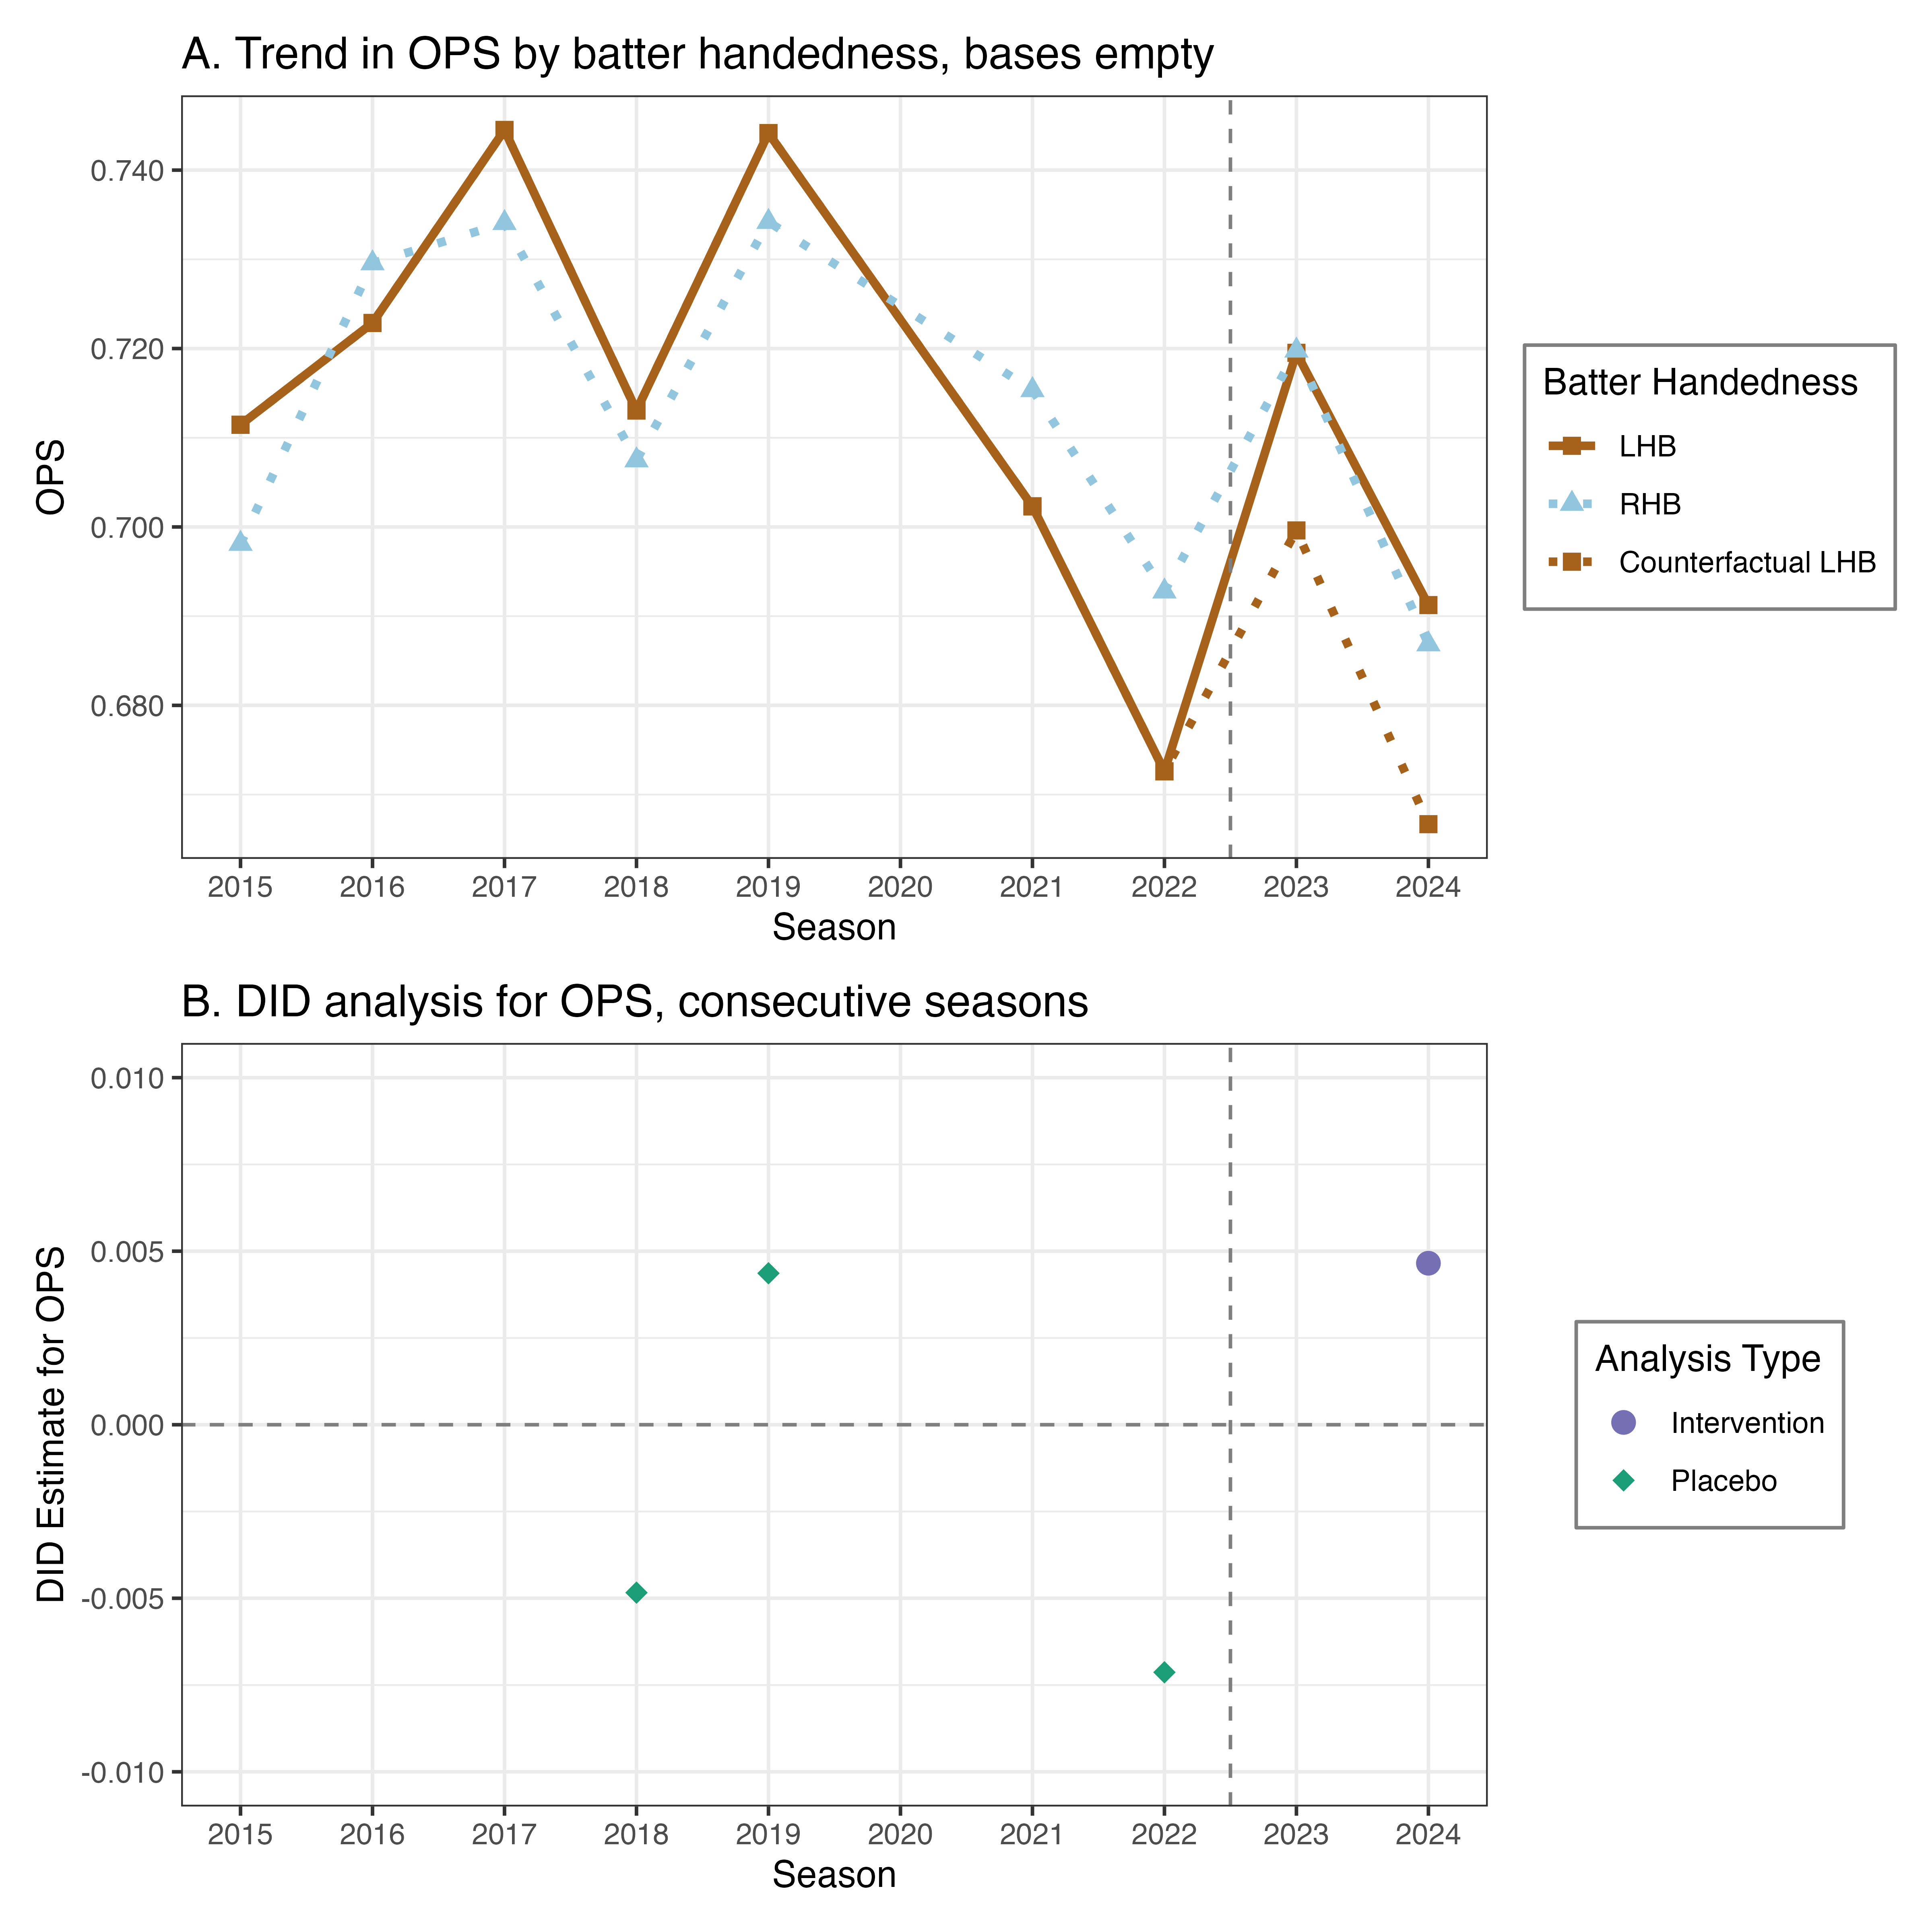 A. Trend in OPS by batter handedness, bases empty
0.740
0.720
0.700
0.680
OPS
2015 2016 2017 2018 2019 2020 2021 2022 2023 2024
Season
Batter Handedness
LHB
RHB
Counterfactual LHB
B. DID analysis for OPS, consecutive seasons
0.010
0.005
0.000
-0.005
-0.010
DID Estimate for OPS
2015 2016 2017 2018 2019 2020 2021 2022 2023 2024
Season
Analysis Type
Intervention
Placebo